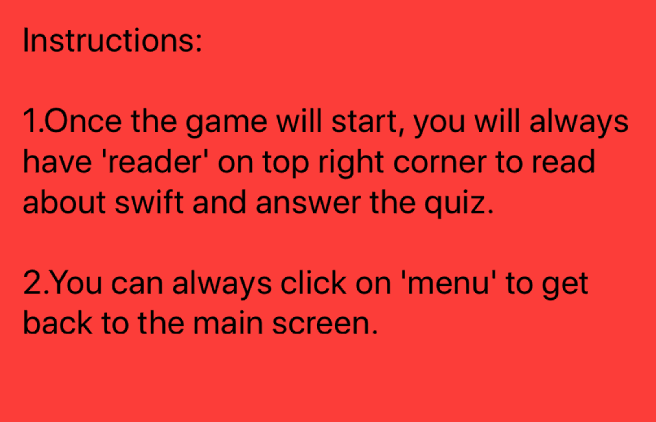 Instructions:
1.Once the game will start, you will always
have 'reader' on top right corner to read
about swift and answer the quiz.
2.You can always click on 'menu' to get
back to the main screen.